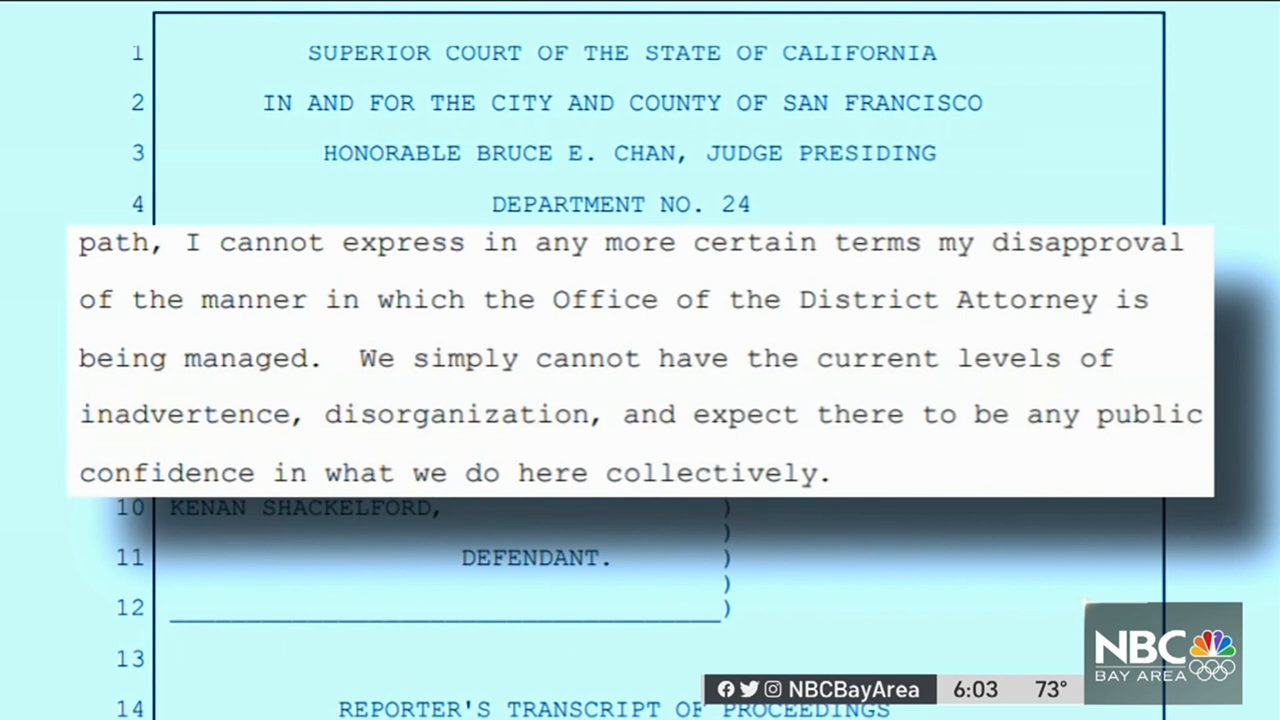 1 SUPERIOR COURT OF THE STATE OF CALIFORNIA
2 IN AND FOR THE CITY AND COUNTY OF SAN FRANCISCO
3 HONORABLE BRUCE E. CHAN, JUDGE PRESIDING
4 DEPARTMENT NO. 24
path, I cannot express in any more certain terms my disapproval
of the manner in which the Office of the District Attorney is
being managed.  We simply cannot have the current levels of
inadvertence, disorganization, and expect there to be any public
confidence in what we do here collectively.
10 KENAN SHACKELFORD, )
)
11 DEFENDANT. )
)
12 )
13
14 REPORTER'S TRANSCRIPT OF PROCEEDINGS
NBCBayArea 6:03 73°
NBC
BAY AREA